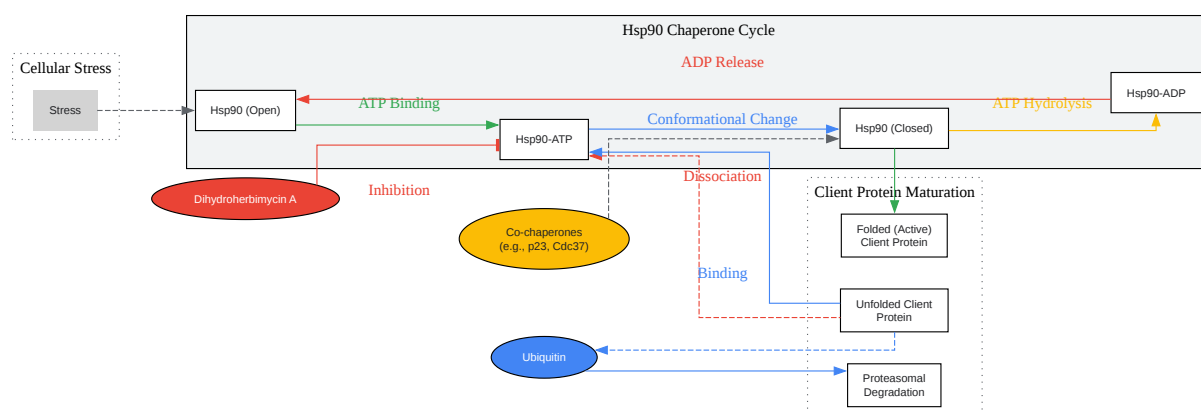 Hsp90 Chaperone Cycle
Cellular Stress
ADP Release
Stress
Hsp90 (Open)
ATP Binding
ATP Hydrolysis
Hsp90-ADP
Hsp90-ATP
Conformational Change
Hsp90 (Closed)
Dihydroherbimycin A
Inhibition
Dissociation
Client Protein Maturation
Co-chaperones
(e.g., p23, Cdc37)
Folded (Active)
Client Protein
Binding
Unfolded Client
Protein
Ubiquitin
Proteasomal
Degradation